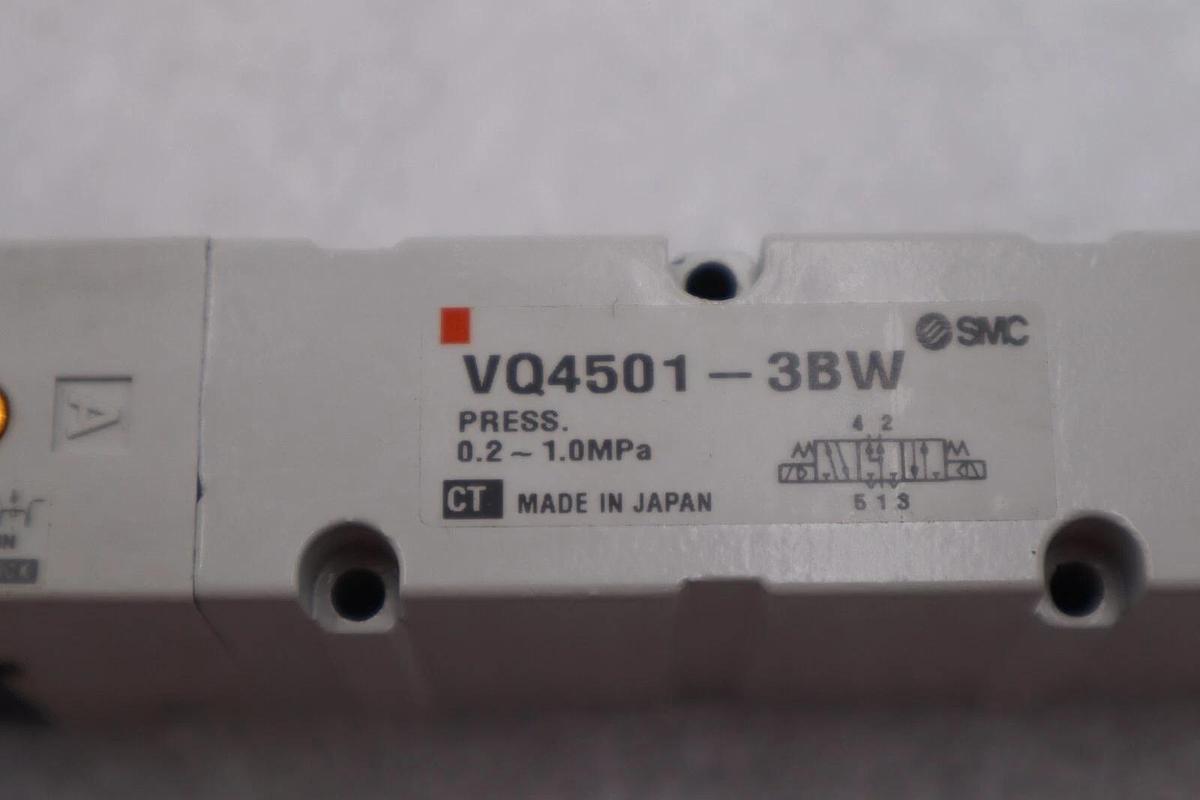 SMC
VQ4501-3BW
PRESS.
0.2~1.0MPa
4 2
5 1 3
CT MADE IN JAPAN
A